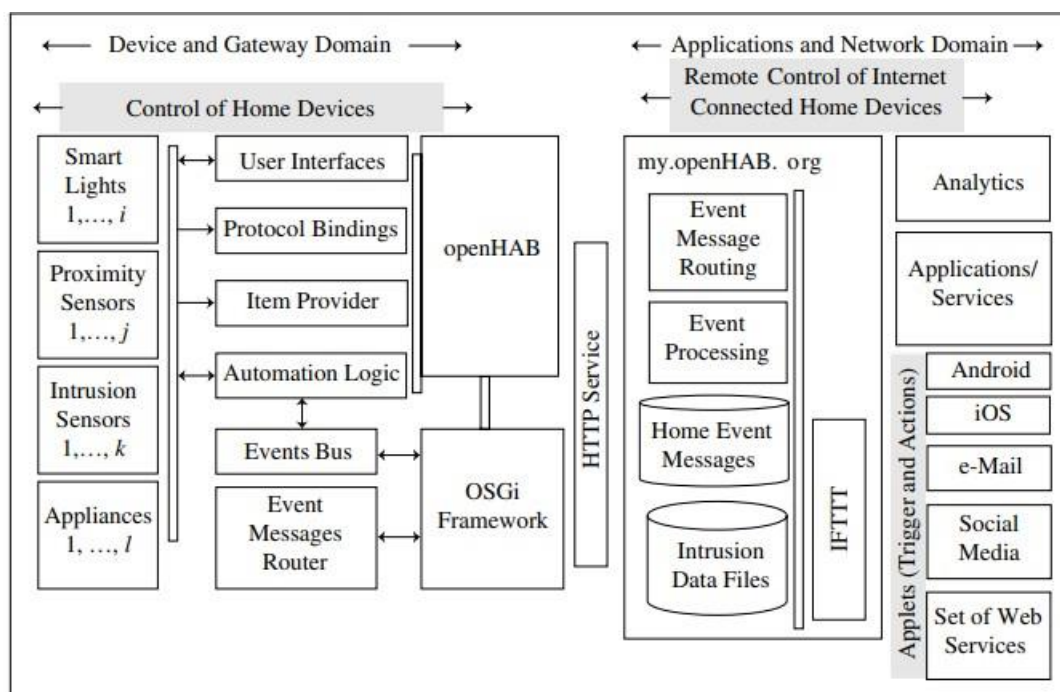 Device and Gateway Domain
Applications and Network Domain
Control of Home Devices
Remote Control of Internet
Connected Home Devices
Smart
Lights
1,…, i
Proximity
Sensors
1,…, j
Intrusion
Sensors
1,…, k
Appliances
1, …, l
User Interfaces
Protocol Bindings
Item Provider
Automation Logic
Events Bus
Event
Messages
Router
openHAB
OSGi
Framework
HTTP Service
my.openHAB. org
Event
Message
Routing
Event
Processing
Home Event
Messages
Intrusion
Data Files
IFTTT
Analytics
Applications/
Services
Applets (Trigger and Actions)
Android
iOS
e-Mail
Social
Media
Set of Web
Services